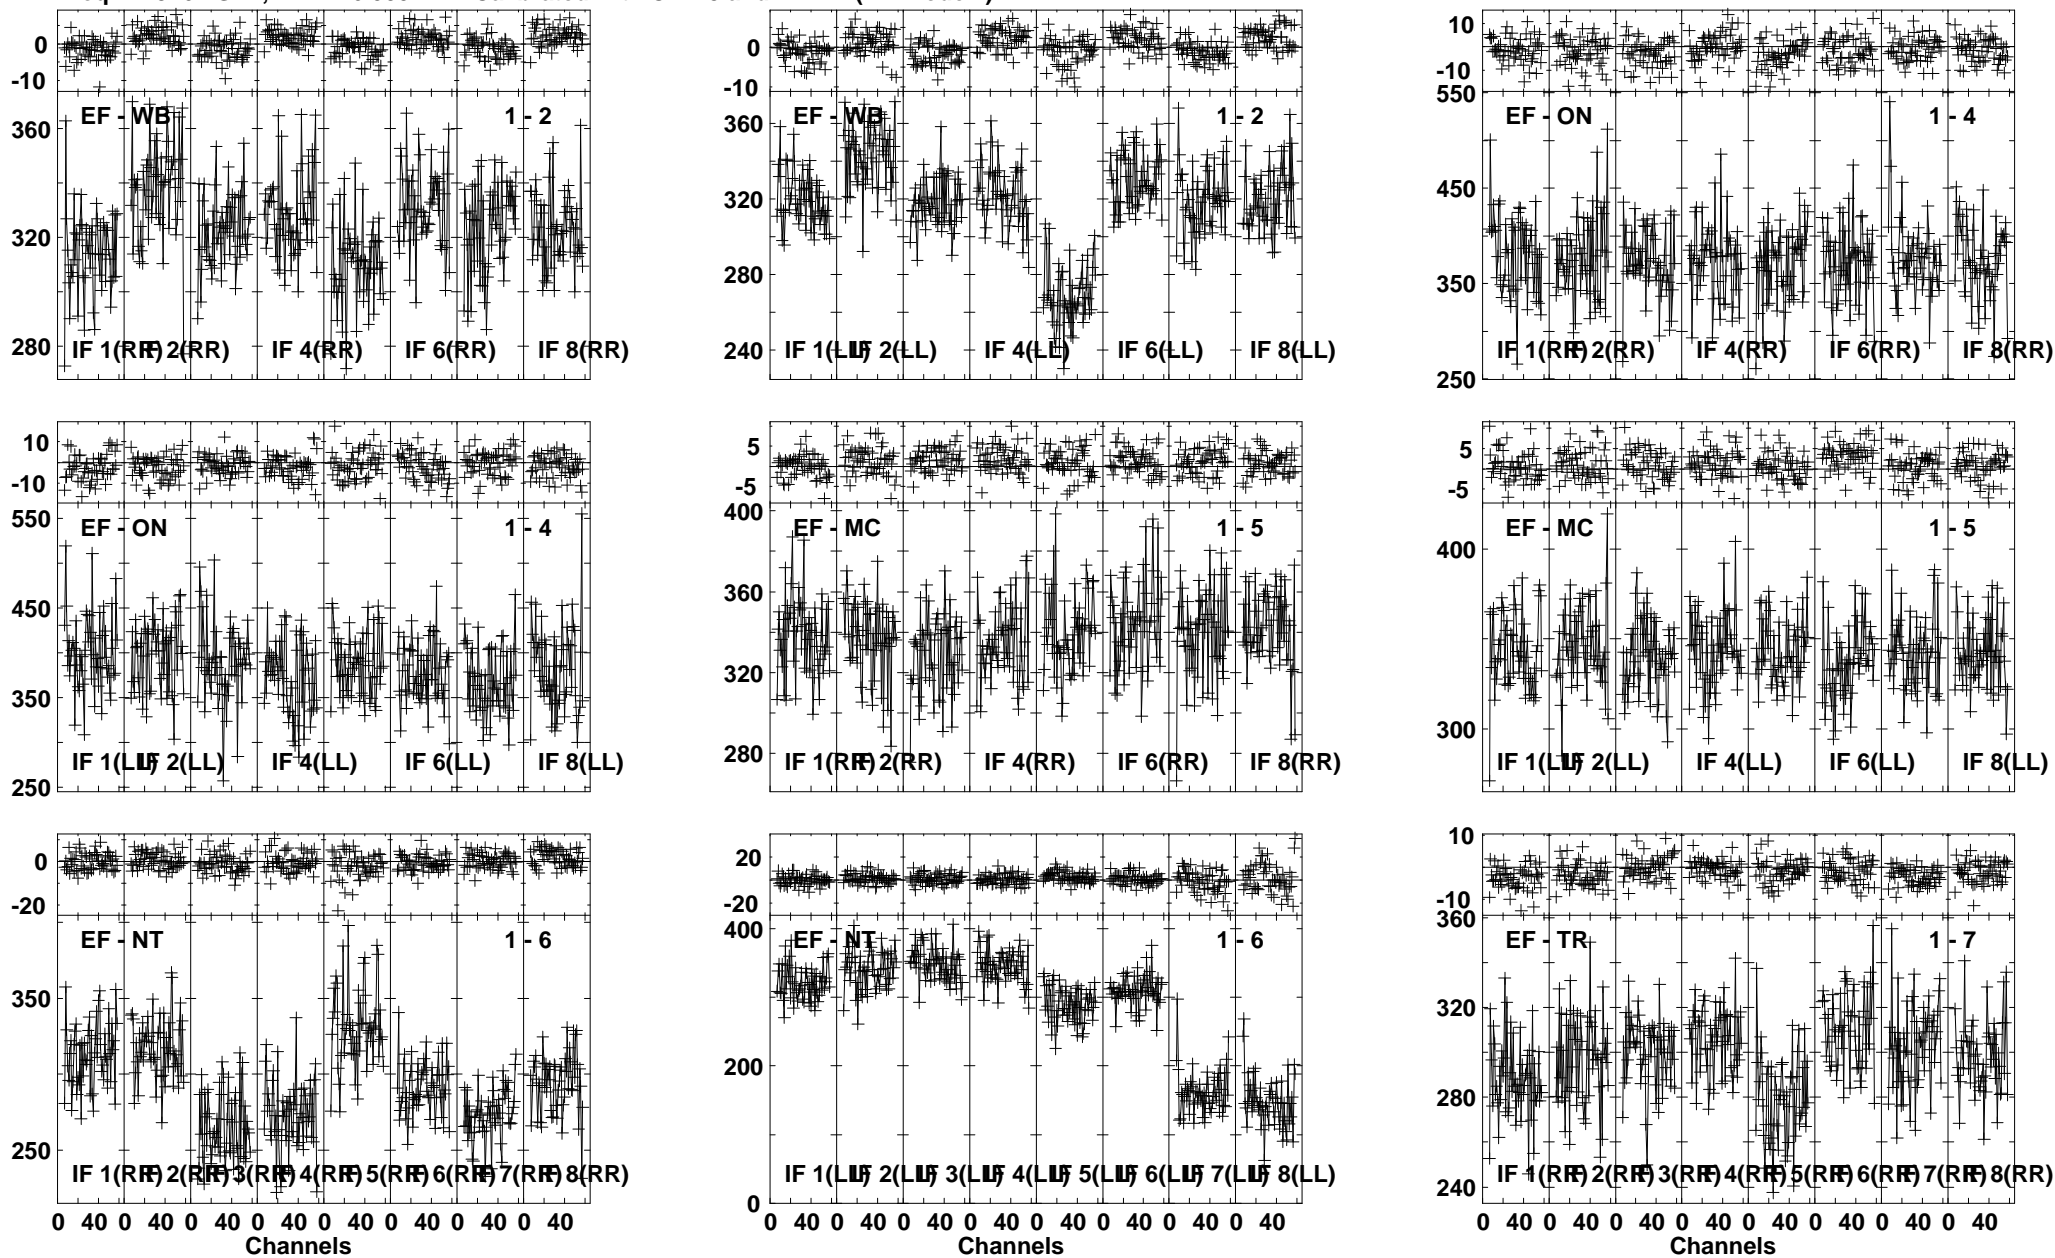 0
-10
360
320
280
EF - WB
1 - 2
IF 1(RR)
IF 2(RR)
IF 4(RR)
IF 6(RR)
IF 8(RR)
0
-10
360
320
280
240
EF - WB
1 - 2
IF 1(LL)
IF 2(LL)
IF 4(LL)
IF 6(LL)
IF 8(LL)
10
-10
550
450
350
250
EF - ON
1 - 4
IF 1(RR)
IF 2(RR)
IF 4(RR)
IF 6(RR)
IF 8(RR)
10
-10
550
450
350
250
EF - ON
1 - 4
IF 1(LL)
IF 2(LL)
IF 4(LL)
IF 6(LL)
IF 8(LL)
5
-5
400
360
320
280
EF - MC
1 - 5
IF 1(RR)
IF 2(RR)
IF 4(RR)
IF 6(RR)
IF 8(RR)
5
-5
400
300
EF - MC
1 - 5
IF 1(LL)
IF 2(LL)
IF 4(LL)
IF 6(LL)
IF 8(LL)
0
-20
350
250
EF - NT
1 - 6
IF 1(RR)
IF 2(RR)
IF 3(RR)
IF 4(RR)
IF 5(RR)
IF 6(RR)
IF 7(RR)
IF 8(RR)
0 40 0 40 0 40 0 40 0 40 0 40 0 40 0 40
Channels
20
-20
400
200
0
EF - NT
1 - 6
IF 1(LL)
IF 2(LL)
IF 3(LL)
IF 4(LL)
IF 5(LL)
IF 6(LL)
IF 7(LL)
IF 8(LL)
0 40 0 40 0 40 0 40 0 40 0 40 0 40 0 40
Channels
10
-10
360
320
280
240
EF - TR
1 - 7
IF 1(RR)
IF 2(RR)
IF 3(RR)
IF 4(RR)
IF 5(RR)
IF 6(RR)
IF 7(RR)
IF 8(RR)
0 40 0 40 0 40 0 40 0 40 0 40 0 40 0 40
Channels